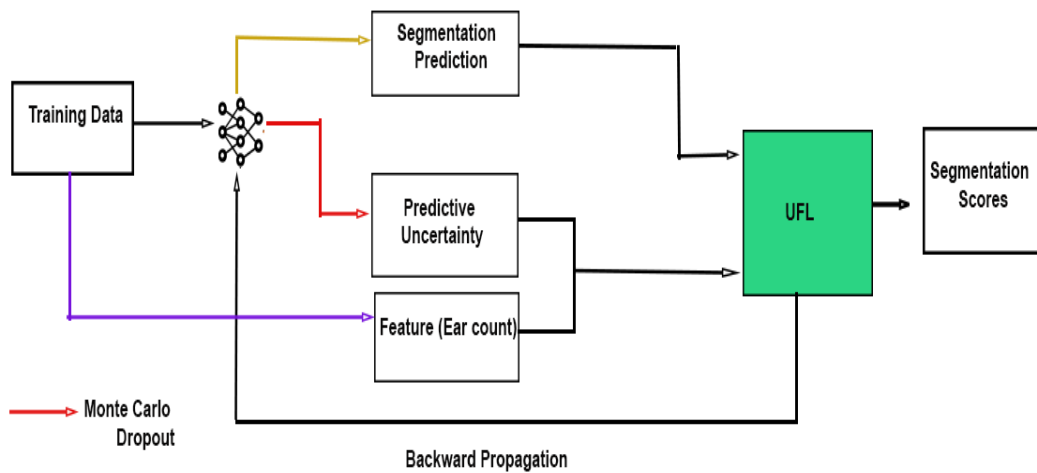 Segmentation
Prediction
Training Data
Predictive
Uncertainty
UFL
Segmentation
Scores
Feature (Ear count)
Monte Carlo
Dropout
Backward Propagation